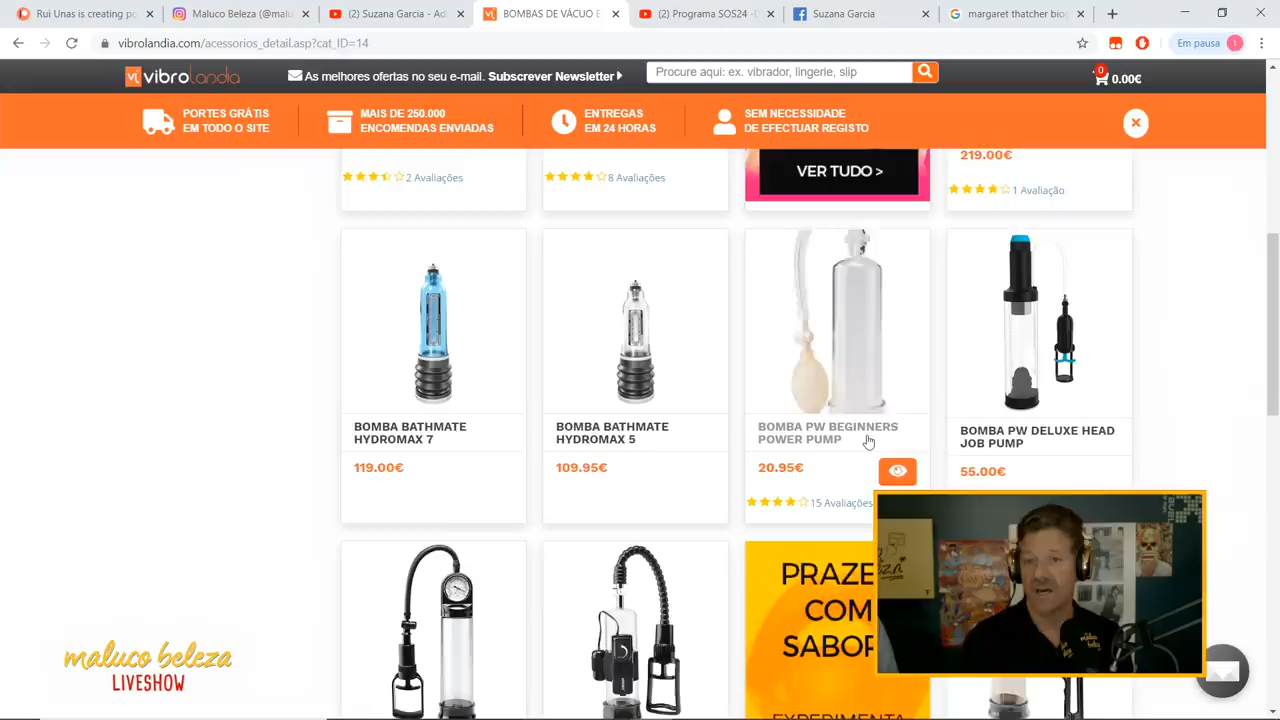 (2) Rui Unas is creating po
Maluco Beleza (@malu
(2) Suzana Garcia - Ad
BOMBAS DE VÁCUO E
(2) Programa SOS24 -
Suzana Garcia
margaret thatcher biog
vibrolandia.com/acessorios_detail.asp?cat_ID=14
Em pausa
vibrolandia
As melhores ofertas no seu e-mail. Subscrever Newsletter
Procure aqui: ex. vibrador, lingerie, slip
0
0.00€
PORTES GRÁTIS
EM TODO O SITE
MAIS DE 250.000
ENCOMENDAS ENVIADAS
ENTREGAS
EM 24 HORAS
SEM NECESSIDADE
DE EFECTUAR REGISTO
219.00€
VER TUDO >
2 Avaliações
8 Avaliações
1 Avaliação
BOMBA BATHMATE
HYDROMAX 7
119.00€
BOMBA BATHMATE
HYDROMAX 5
109.95€
BOMBA PW BEGINNERS
POWER PUMP
20.95€
15 Avaliações
BOMBA PW DELUXE HEAD
JOB PUMP
55.00€
PRAZE
COM
SABO
EXPERIMENTA
maluco beleza
LIVESHOW